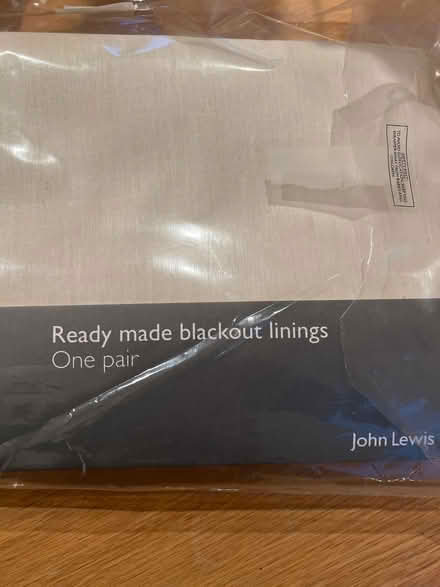 Ready made blackout linings
One pair
John Lewis